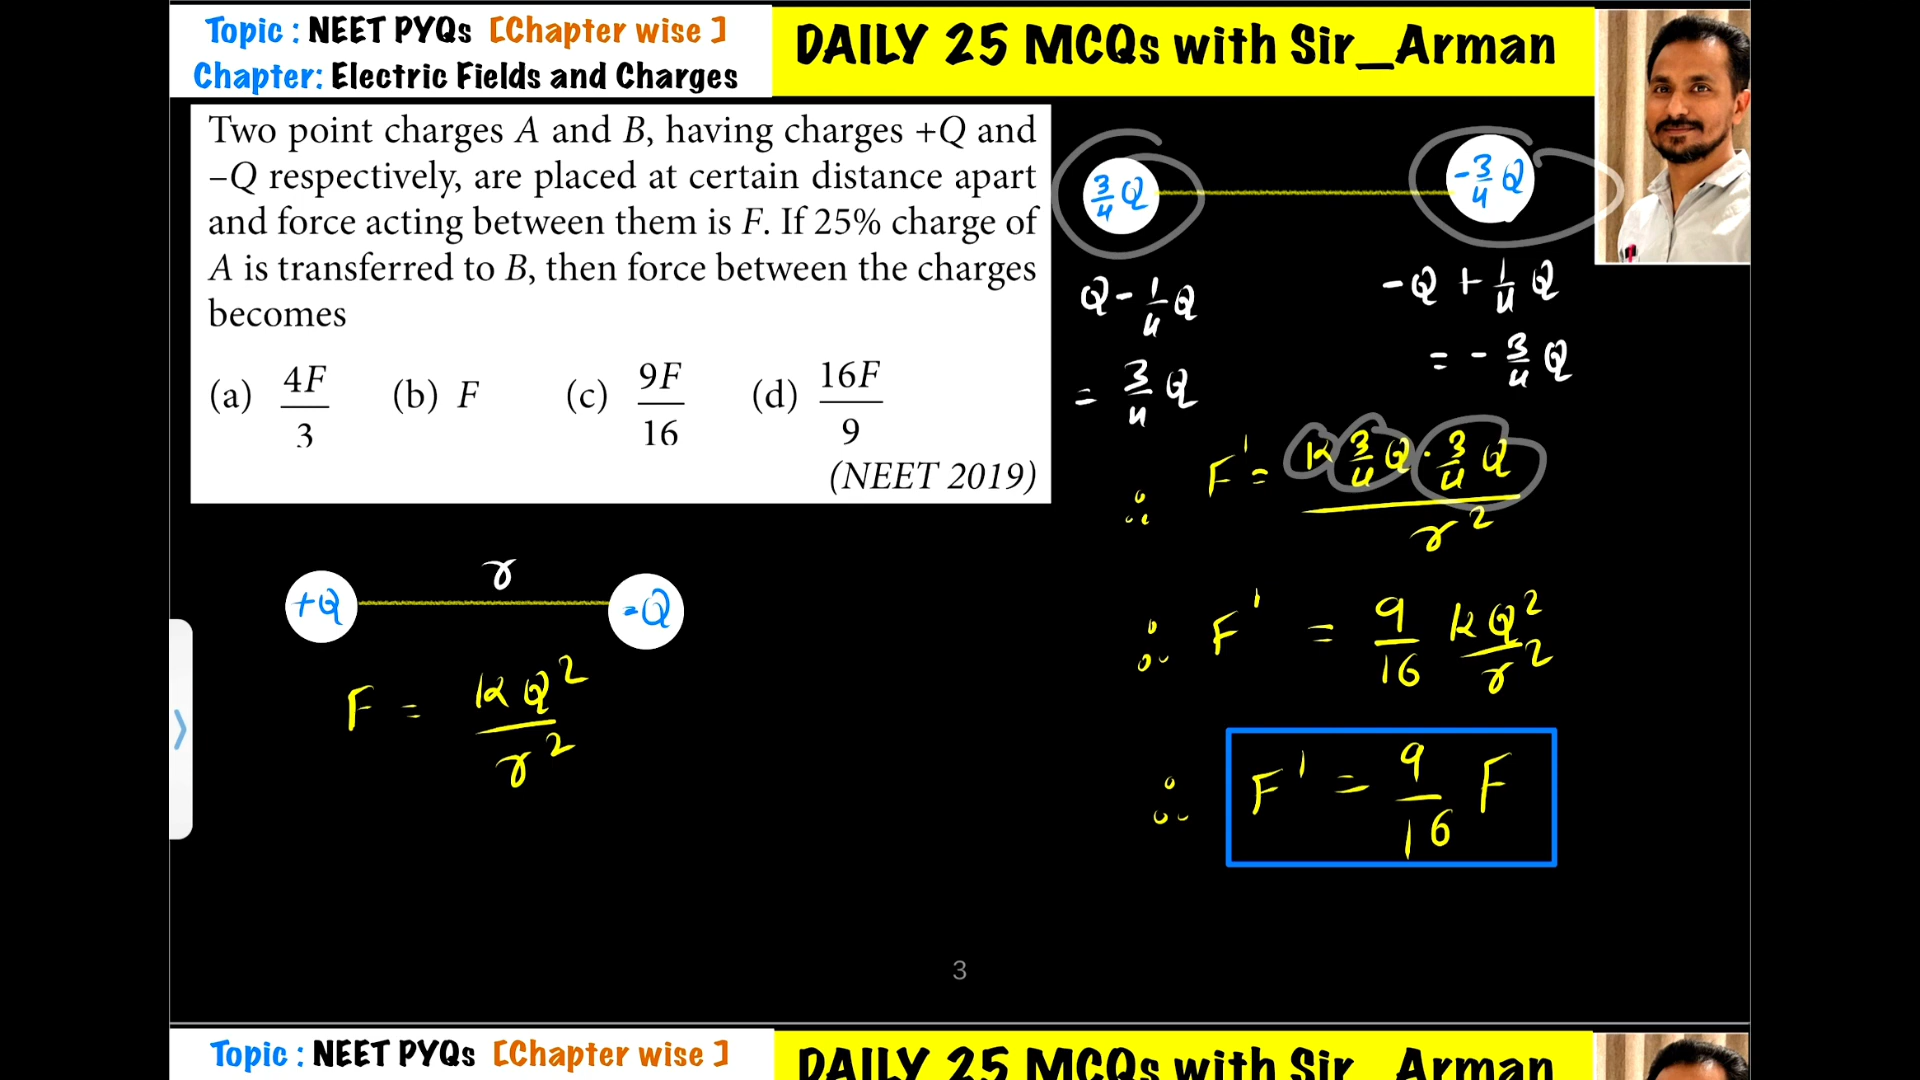 Topic : NEET PYQs [Chapter wise ]
Chapter: Electric Fields and Charges
DAILY 25 MCQs with Sir_Arman
Two point charges A and B, having charges +Q and
–Q respectively, are placed at certain distance apart
and force acting between them is F. If 25% charge of
A is transferred to B, then force between the charges
becomes
(a) 4F/3 (b) F (c) 9F/16 (d) 16F/9
(NEET 2019)
+Q r -Q
F = kQ²/r²
3/4 Q -3/4 Q
Q - 1/4 Q
= 3/4 Q
-Q + 1/4 Q
= - 3/4 Q
∴ F' = k 3/4 Q · 3/4 Q / r²
∴ F' = 9/16 kQ²/r²
∴ F' = 9/16 F
3
Topic : NEET PYQs [Chapter wise ]
DAILY 25 MCQs with Sir_Arman